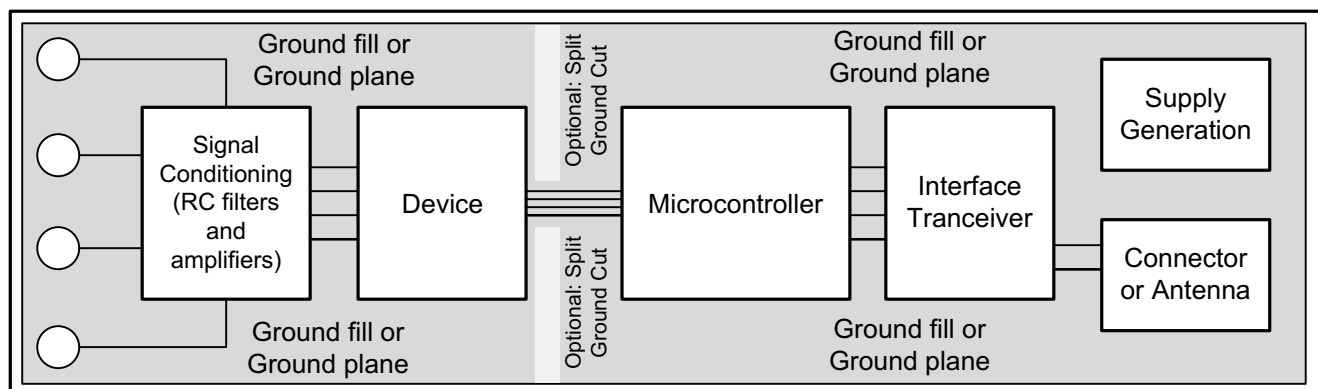 Ground fill or
Ground plane
Optional: Split
Ground Cut
Ground fill or
Ground plane
Supply
Generation
Signal
Conditioning
(RC filters
and
amplifiers)
Device
Microcontroller
Interface
Tranceiver
Connector
or Antenna
Ground fill or
Ground plane
Optional: Split
Ground Cut
Ground fill or
Ground plane